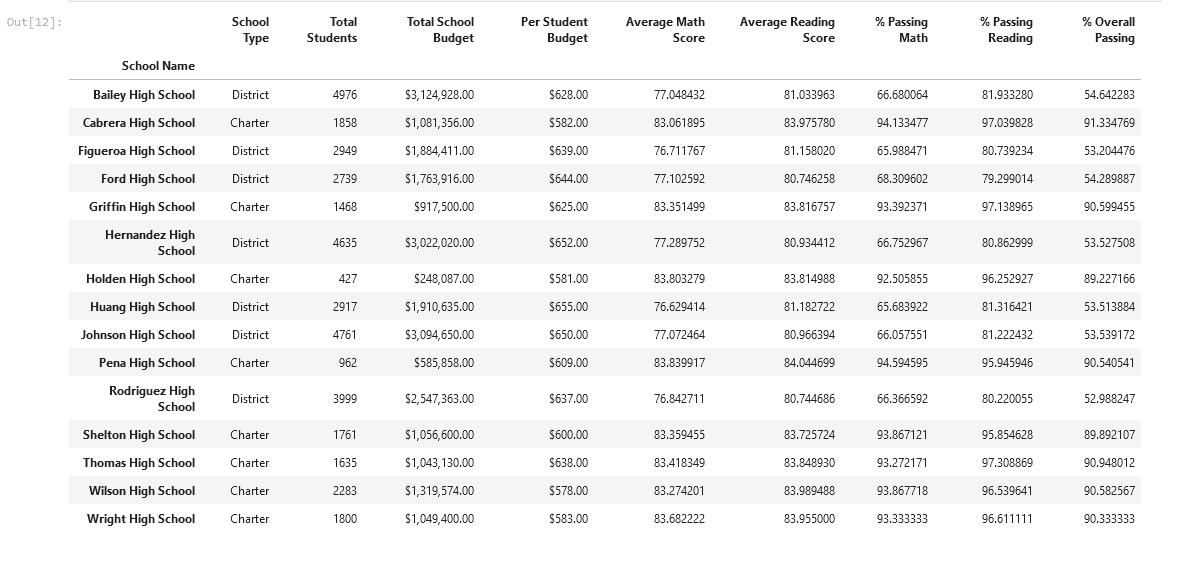 Out[12]:
School Type Total Students Total School Budget Per Student Budget Average Math Score Average Reading Score % Passing Math % Passing Reading % Overall Passing
School Name
Bailey High School District 4976 $3,124,928.00 $628.00 77.048432 81.033963 66.680064 81.933280 54.642283
Cabrera High School Charter 1858 $1,081,356.00 $582.00 83.061895 83.975780 94.133477 97.039828 91.334769
Figueroa High School District 2949 $1,884,411.00 $639.00 76.711767 81.158020 65.988471 80.739234 53.204476
Ford High School District 2739 $1,763,916.00 $644.00 77.102592 80.746258 68.309602 79.299014 54.289887
Griffin High School Charter 1468 $917,500.00 $625.00 83.351499 83.816757 93.392371 97.138965 90.599455
Hernandez High School District 4635 $3,022,020.00 $652.00 77.289752 80.934412 66.752967 80.862999 53.527508
Holden High School Charter 427 $248,087.00 $581.00 83.803279 83.814988 92.505855 96.252927 89.227166
Huang High School District 2917 $1,910,635.00 $655.00 76.629414 81.182722 65.683922 81.316421 53.513884
Johnson High School District 4761 $3,094,650.00 $650.00 77.072464 80.966394 66.057551 81.222432 53.539172
Pena High School Charter 962 $585,858.00 $609.00 83.839917 84.044699 94.594595 95.945946 90.540541
Rodriguez High School District 3999 $2,547,363.00 $637.00 76.842711 80.744686 66.366592 80.220055 52.988247
Shelton High School Charter 1761 $1,056,600.00 $600.00 83.359455 83.725724 93.867121 95.854628 89.892107
Thomas High School Charter 1635 $1,043,130.00 $638.00 83.418349 83.848930 93.272171 97.308869 90.948012
Wilson High School Charter 2283 $1,319,574.00 $578.00 83.274201 83.989488 93.867718 96.539641 90.582567
Wright High School Charter 1800 $1,049,400.00 $583.00 83.682222 83.955000 93.333333 96.611111 90.333333